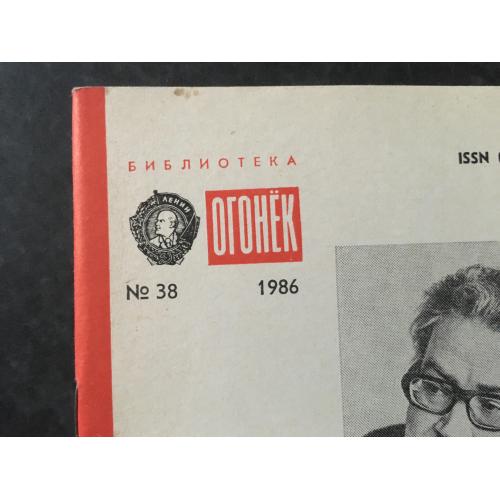 БИБЛИОТЕКА
ISSN
ЛЕНИН
ОГОНЁК
№ 38
1986